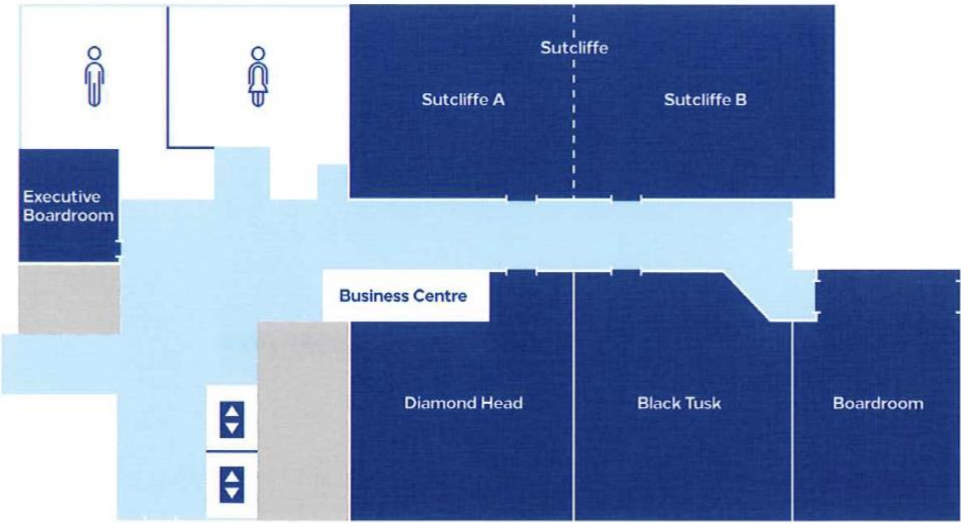 Sutcliffe
Sutcliffe A
Sutcliffe B
Executive
Boardroom
Business Centre
Diamond Head
Black Tusk
Boardroom